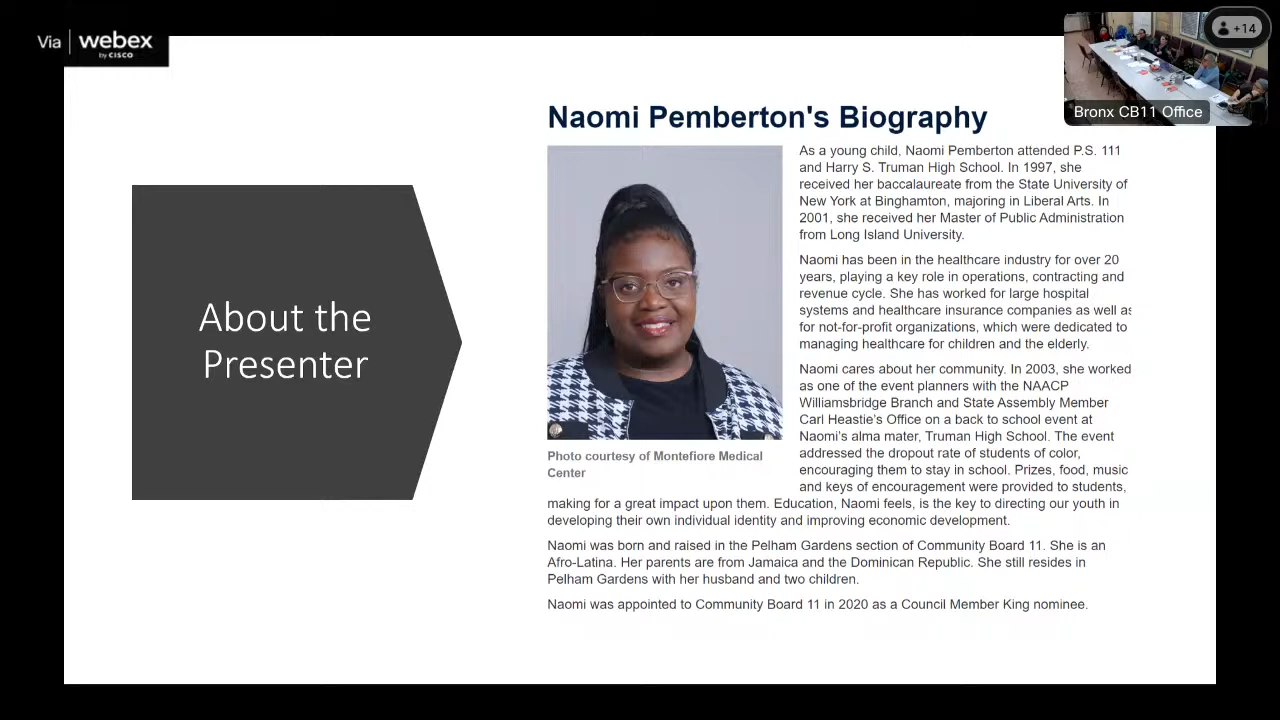 Via webex
by CISCO
+14
Bronx CB11 Office
About the
Presenter
Naomi Pemberton's Biography
As a young child, Naomi Pemberton attended P.S. 111
and Harry S. Truman High School. In 1997, she
received her baccalaureate from the State University of
New York at Binghamton, majoring in Liberal Arts. In
2001, she received her Master of Public Administration
from Long Island University.
Naomi has been in the healthcare industry for over 20
years, playing a key role in operations, contracting and
revenue cycle. She has worked for large hospital
systems and healthcare insurance companies as well as
for not-for-profit organizations, which were dedicated to
managing healthcare for children and the elderly.
Naomi cares about her community. In 2003, she worked
as one of the event planners with the NAACP
Williamsbridge Branch and State Assembly Member
Carl Heastie's Office on a back to school event at
Naomi's alma mater, Truman High School. The event
addressed the dropout rate of students of color,
encouraging them to stay in school. Prizes, food, music
and keys of encouragement were provided to students,
making for a great impact upon them. Education, Naomi feels, is the key to directing our youth in
developing their own individual identity and improving economic development.
Photo courtesy of Montefiore Medical
Center
Naomi was born and raised in the Pelham Gardens section of Community Board 11. She is an
Afro-Latina. Her parents are from Jamaica and the Dominican Republic. She still resides in
Pelham Gardens with her husband and two children.
Naomi was appointed to Community Board 11 in 2020 as a Council Member King nominee.